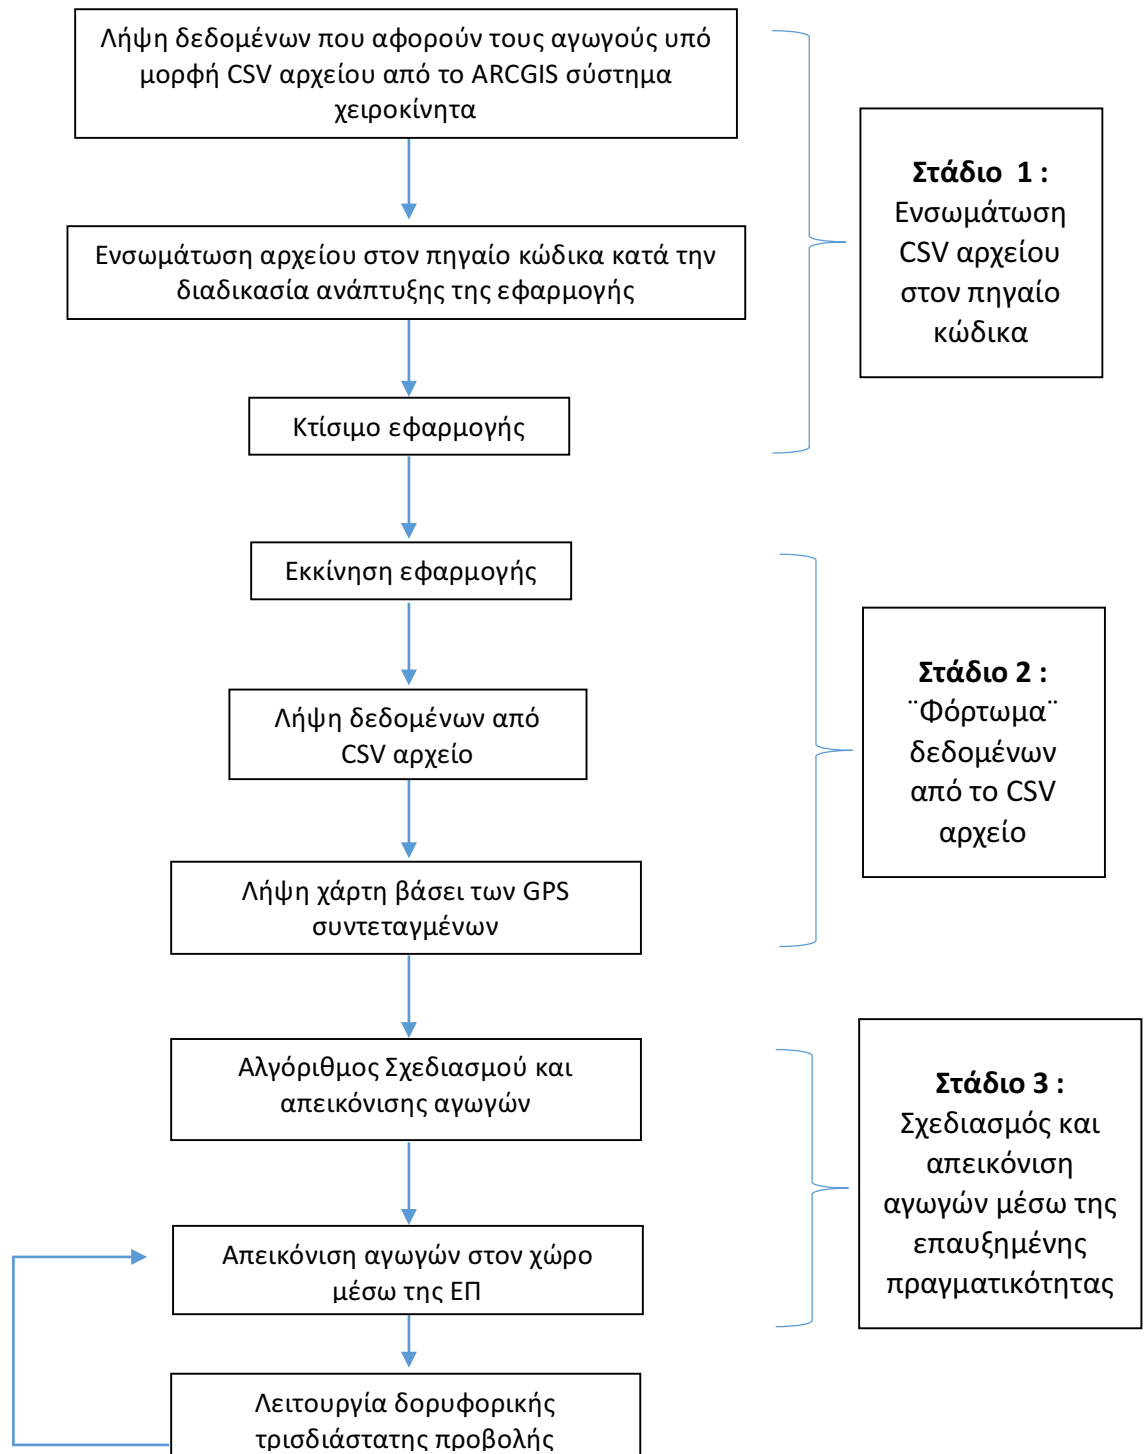 Λήψη δεδομένων που αφορούν τους αγωγούς υπό
μορφή CSV αρχείου από το ARCGIS σύστημα
χειροκίνητα
Ενσωμάτωση αρχείου στον πηγαίο κώδικα κατά την
διαδικασία ανάπτυξης της εφαρμογής
Κτίσιμο εφαρμογής
Στάδιο 1 :
Ενσωμάτωση
CSV αρχείου
στον πηγαίο
κώδικα
Εκκίνηση εφαρμογής
Λήψη δεδομένων από
CSV αρχείο
Λήψη χάρτη βάσει των GPS
συντεταγμένων
Στάδιο 2 :
¨Φόρτωμα¨
δεδομένων
από το CSV
αρχείο
Αλγόριθμος Σχεδιασμού και
απεικόνισης αγωγών
Απεικόνιση αγωγών στον χώρο
μέσω της ΕΠ
Στάδιο 3 :
Σχεδιασμός και
απεικόνιση
αγωγών μέσω της
επαυξημένης
πραγματικότητας
Λειτουργία δορυφορικής
τρισδιάστατης προβολής